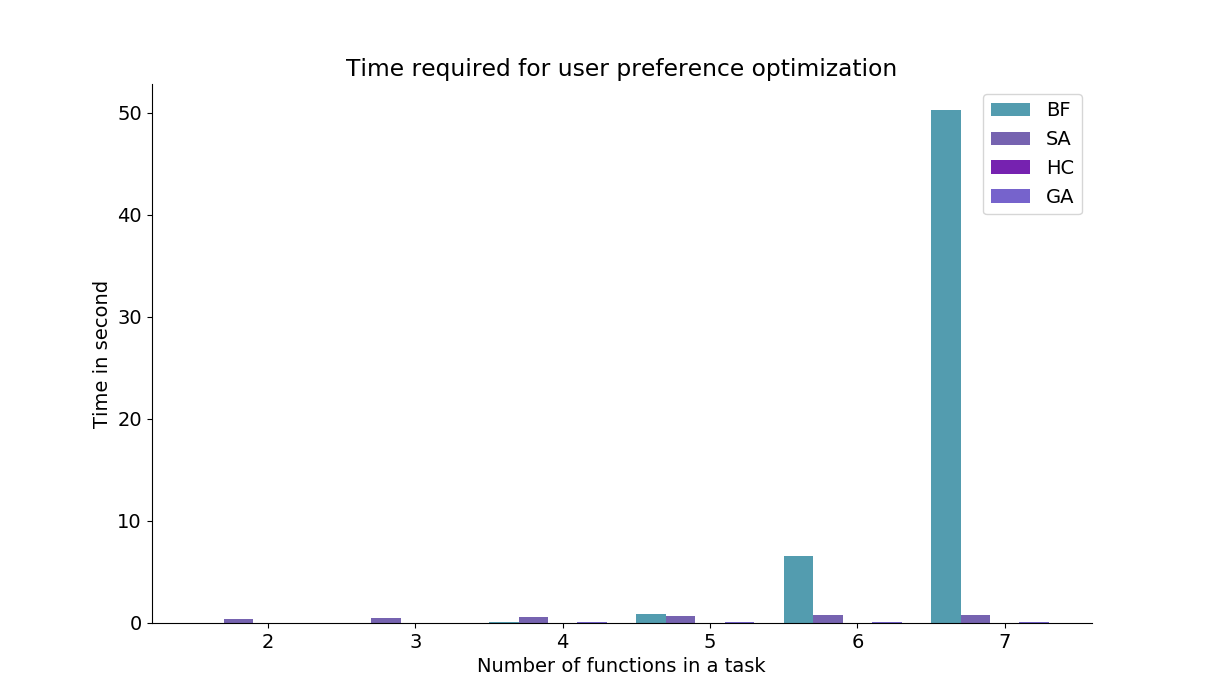 Time required for user preference optimization
50
40
30
20
10
0
Time in second
2 3 4 5 6 7
Number of functions in a task
BF
SA
HC
GA